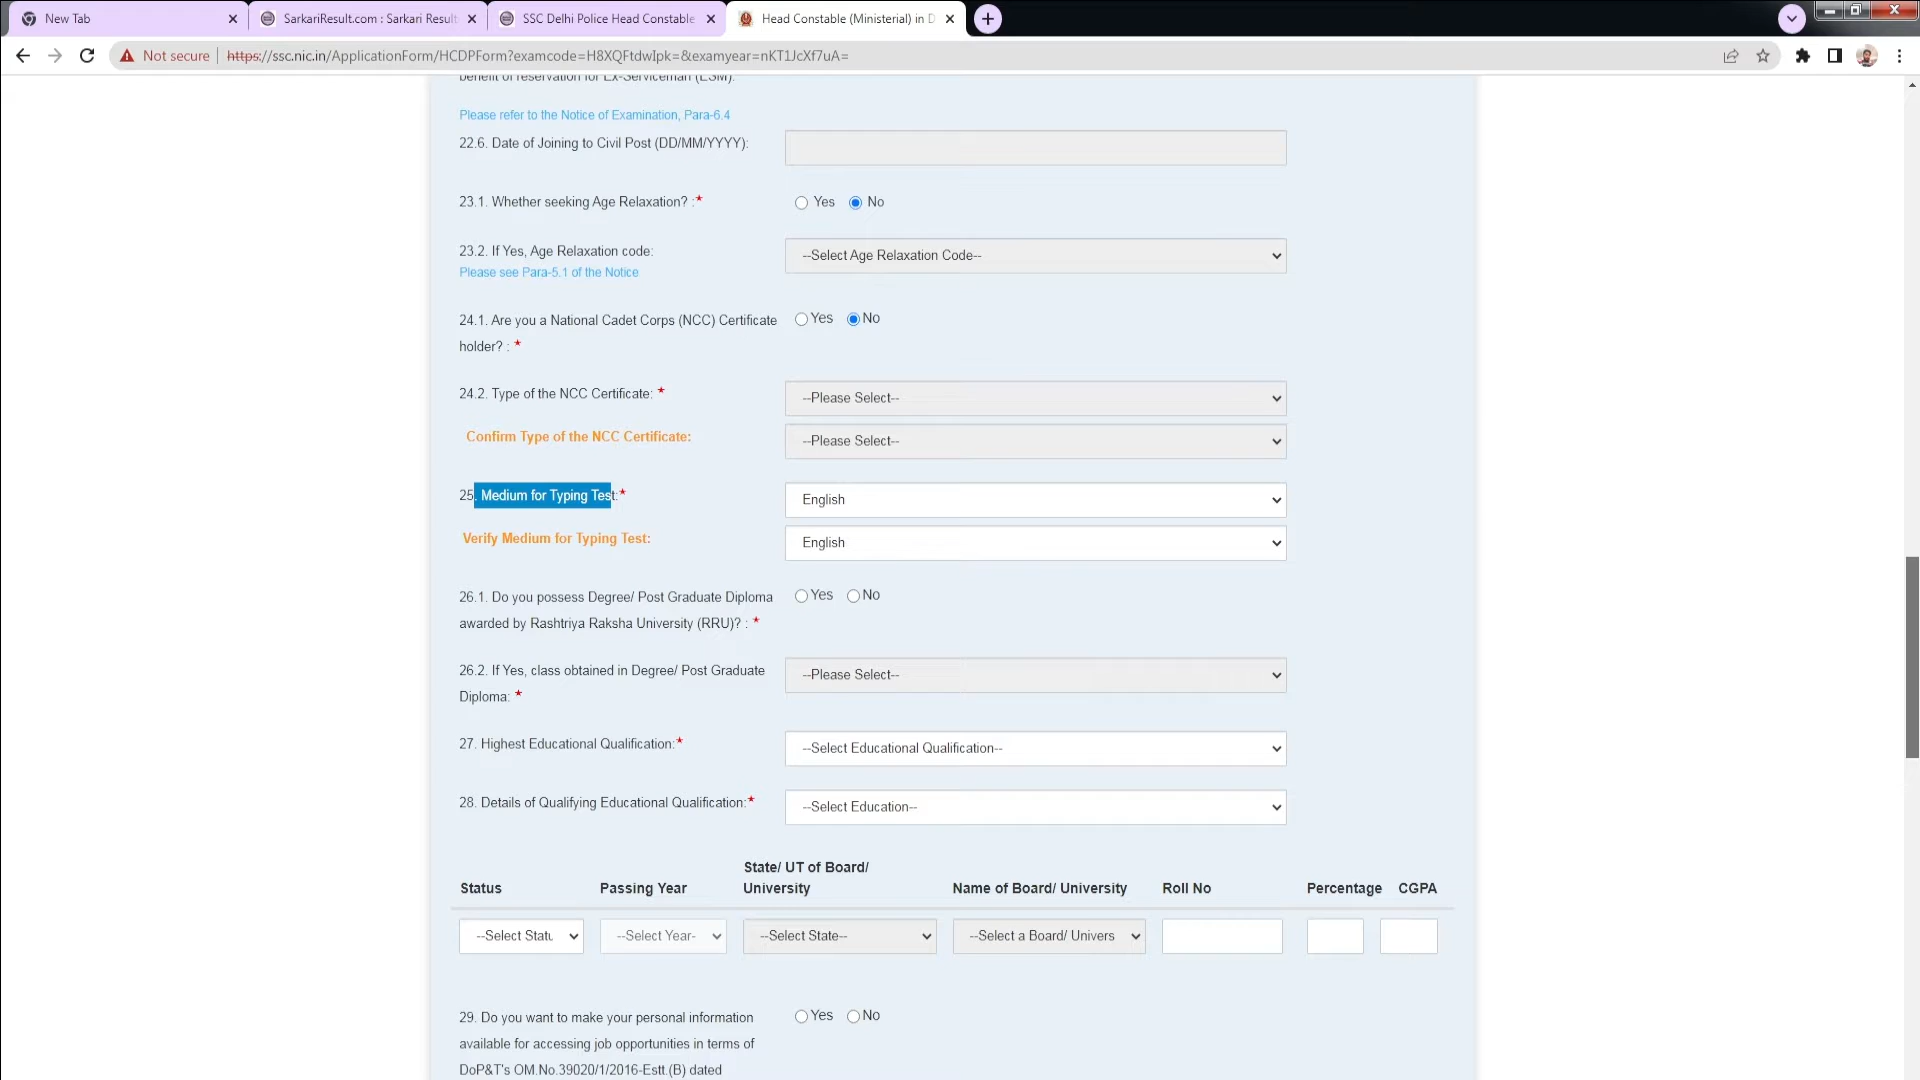 New Tab
SarkariResult.com : Sarkari Result
SSC Delhi Police Head Constable
Head Constable (Ministerial) in D
Not secure https://ssc.nic.in/ApplicationForm/HCDPForm?examcode=H8XQFtdwIpk=&examyear=nKT1JcXf7uA=
benefit of reservation for Ex-Serviceman (ESM).
Please refer to the Notice of Examination, Para-6.4
22.6. Date of Joining to Civil Post (DD/MM/YYYY):
23.1. Whether seeking Age Relaxation? :* Yes No
23.2. If Yes, Age Relaxation code: --Select Age Relaxation Code--
Please see Para-5.1 of the Notice
24.1. Are you a National Cadet Corps (NCC) Certificate Yes No
holder? : *
24.2. Type of the NCC Certificate: * --Please Select--
Confirm Type of the NCC Certificate: --Please Select--
25. Medium for Typing Test:* English
Verify Medium for Typing Test: English
26.1. Do you possess Degree/ Post Graduate Diploma Yes No
awarded by Rashtriya Raksha University (RRU)? : *
26.2. If Yes, class obtained in Degree/ Post Graduate --Please Select--
Diploma: *
27. Highest Educational Qualification:* --Select Educational Qualification--
28. Details of Qualifying Educational Qualification:* --Select Education--
State/ UT of Board/
Status Passing Year University Name of Board/ University Roll No Percentage CGPA
--Select Statu --Select Year- --Select State-- --Select a Board/ Univers
29. Do you want to make your personal information Yes No
available for accessing job opportunities in terms of
DoP&T's OM.No.39020/1/2016-Estt.(B) dated